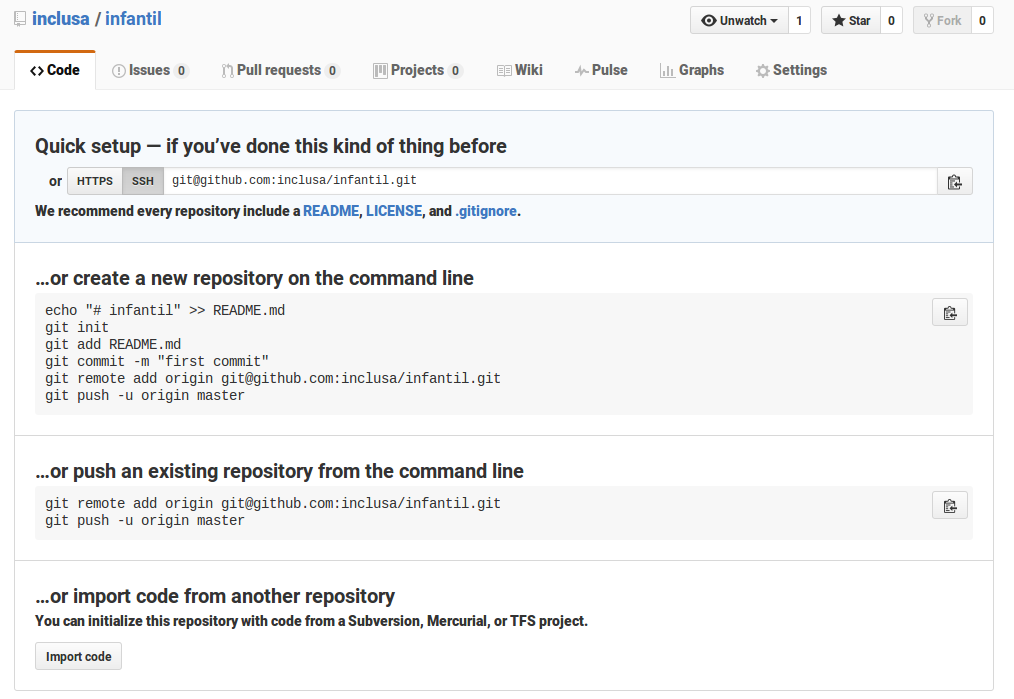 inclusa / infantil
Unwatch 1 Star 0 Fork 0
Code Issues 0 Pull requests 0 Projects 0 Wiki Pulse Graphs Settings
Quick setup — if you’ve done this kind of thing before
or HTTPS SSH git@github.com:inclusa/infantil.git
We recommend every repository include a README, LICENSE, and .gitignore.
…or create a new repository on the command line
echo "# infantil" >> README.md
git init
git add README.md
git commit -m "first commit"
git remote add origin git@github.com:inclusa/infantil.git
git push -u origin master
…or push an existing repository from the command line
git remote add origin git@github.com:inclusa/infantil.git
git push -u origin master
…or import code from another repository
You can initialize this repository with code from a Subversion, Mercurial, or TFS project.
Import code